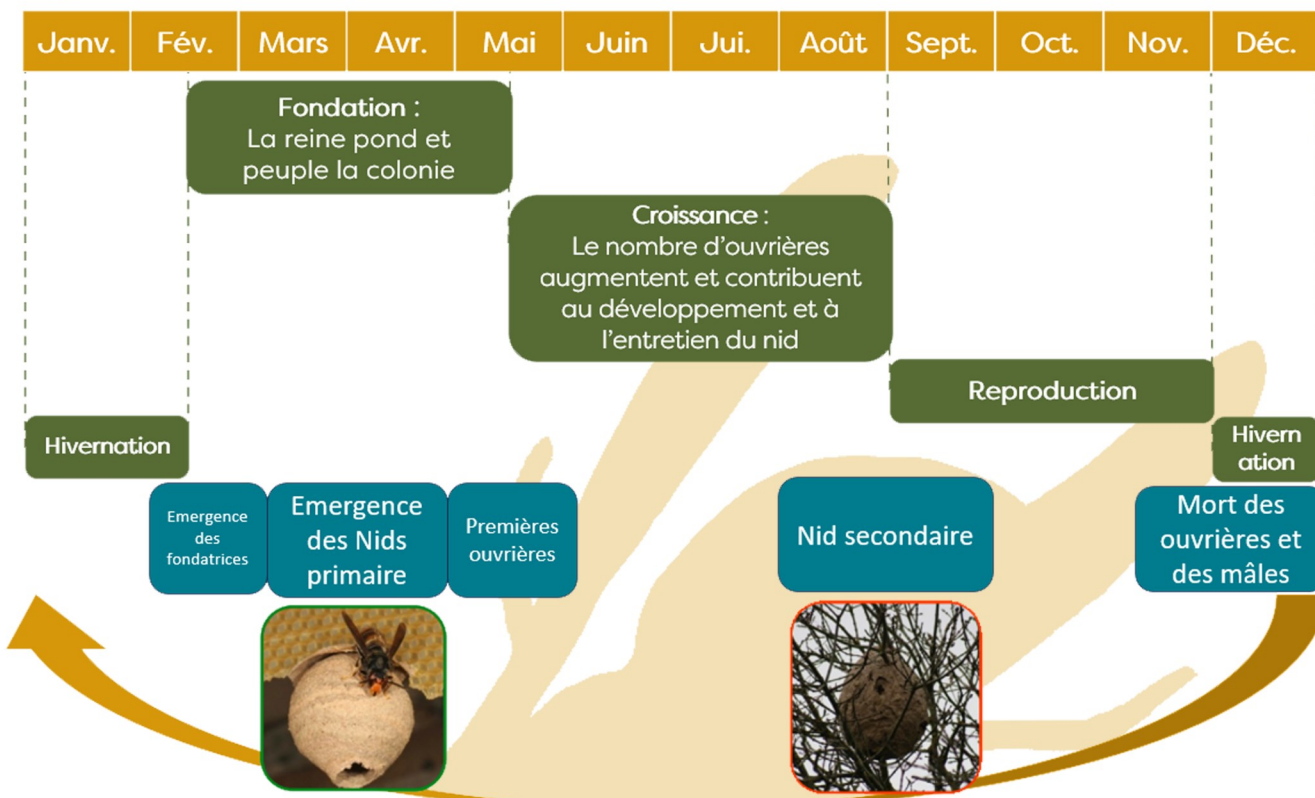 Janv. Fév. Mars Avr. Mai Juin Jui. Août Sept. Oct. Nov. Déc.
Fondation :
La reine pond et
peuple la colonie
Croissance :
Le nombre d'ouvrières
augmentent et contribuent
au développement et à
l'entretien du nid
Reproduction
Hivernation
Hivern
ation
Emergence
des
fondatrices
Emergence
des Nids
primaire
Premières
ouvrières
Nid secondaire
Mort des
ouvrières et
des mâles